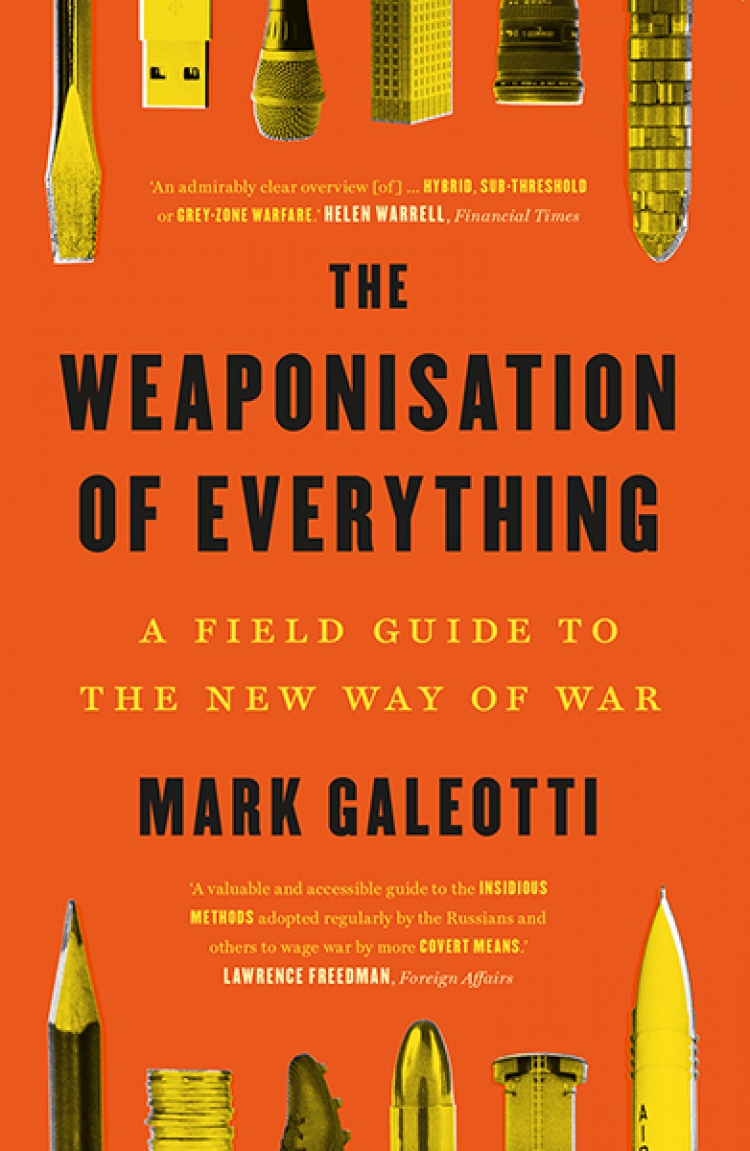 'An admirably clear overview [of] ... HYBRID, SUB-THRESHOLD
or GREY-ZONE WARFARE.' HELEN WARRELL, Financial Times
THE
WEAPONISATION
OF EVERYTHING
A FIELD GUIDE TO
THE NEW WAY OF WAR
MARK GALEOTTI
'A valuable and accessible guide to the INSIDIOUS
METHODS adopted regularly by the Russians and
others to wage war by more COVERT MEANS.'
LAWRENCE FREEDMAN, Foreign Affairs